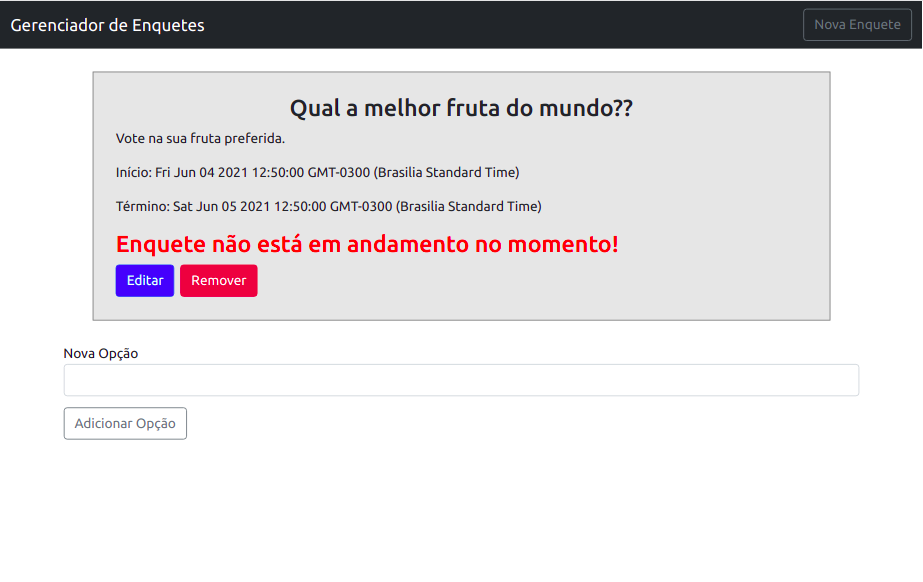 Gerenciador de Enquetes
Nova Enquete
Qual a melhor fruta do mundo??
Vote na sua fruta preferida.
Início: Fri Jun 04 2021 12:50:00 GMT-0300 (Brasilia Standard Time)
Término: Sat Jun 05 2021 12:50:00 GMT-0300 (Brasilia Standard Time)
Enquete não está em andamento no momento!
Editar
Remover
Nova Opção
Adicionar Opção